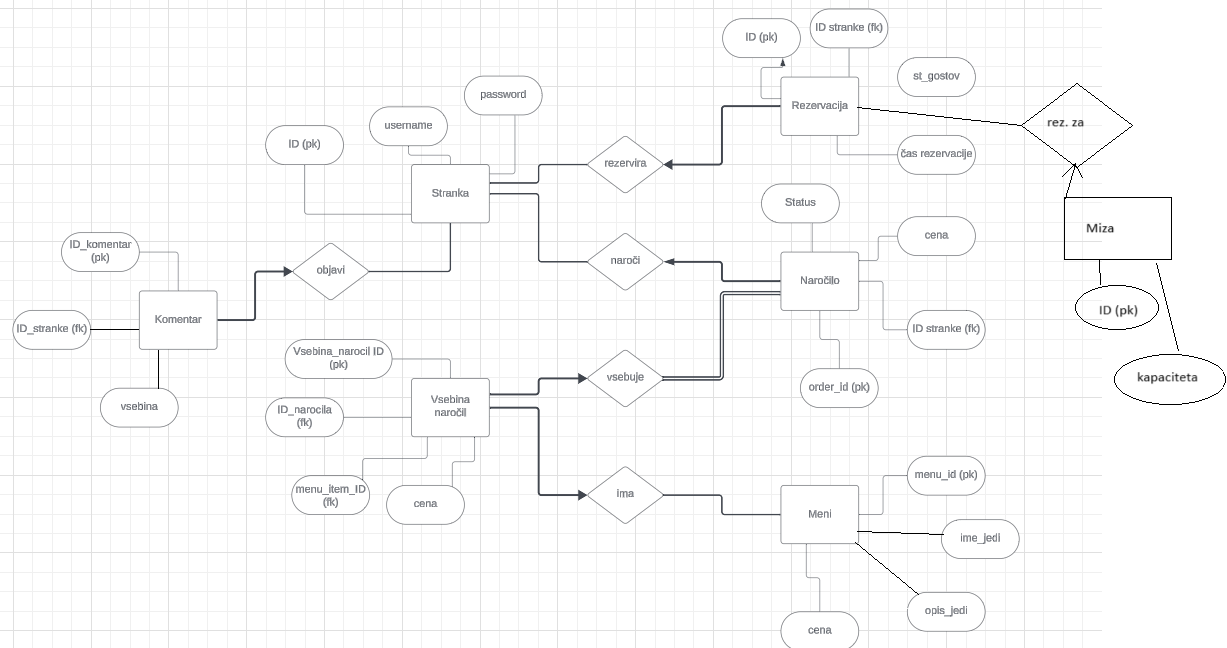 ID (pk)
ID stranke (fk)
st_gostov
password
username
Rezervacija
rez. za
ID (pk)
čas rezervacije
rezervira
Stranka
Status
Miza
cena
ID_komentar
(pk)
objavi
naroči
Naročilo
ID (pk)
Komentar
ID_stranke (fk)
ID stranke (fk)
Vsebina_narocil ID
(pk)
vsebuje
kapaciteta
order_id (pk)
vsebina
Vsebina
naročil
ID_narocila
(fk)
menu_item_ID
(fk)
cena
ima
menu_id (pk)
Meni
ime_jedi
opis_jedi
cena